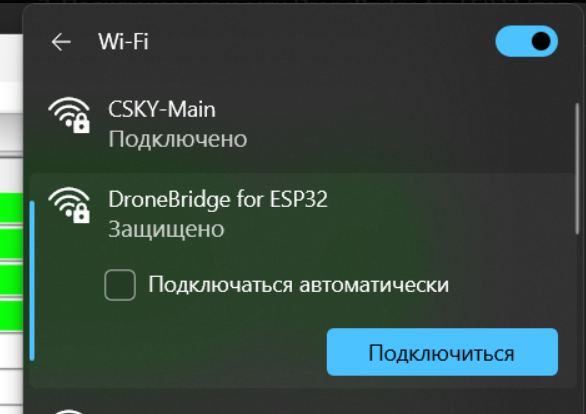 Wi-Fi
CSKY-Main
Подключено
DroneBridge for ESP32
Защищено
Подключаться автоматически
Подключиться